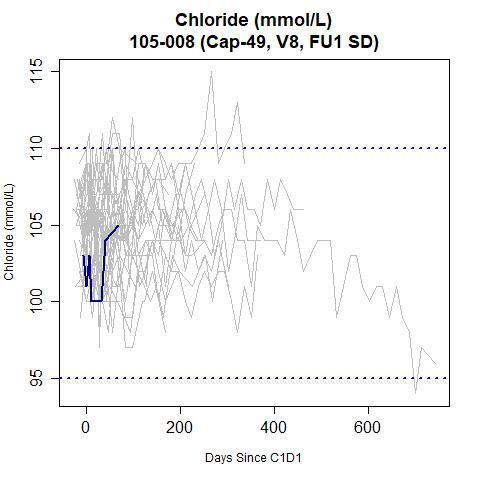 Chloride (mmol/L)
105-008 (Cap-49, V8, FU1 SD)
115
110
105
100
95
Chloride (mmol/L)
0 200 400 600
Days Since C1D1